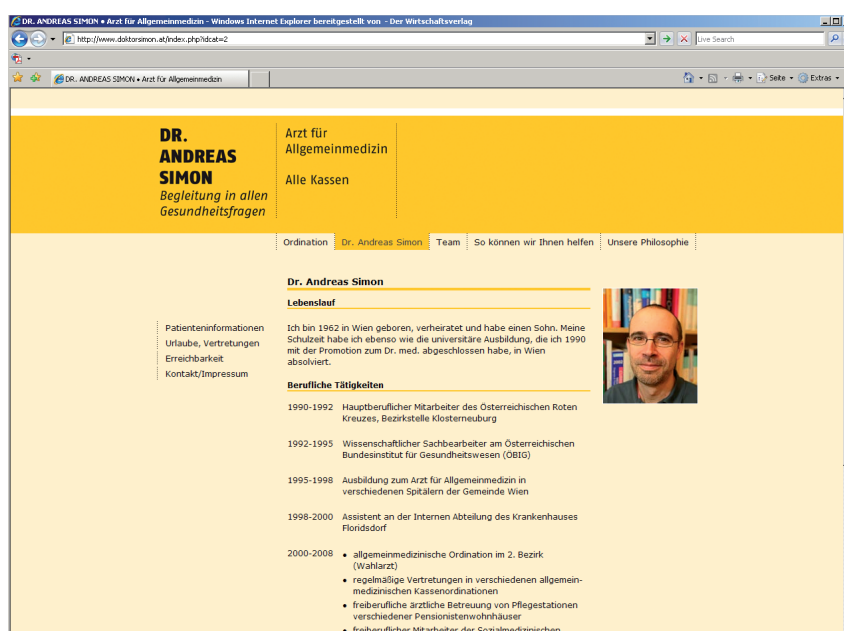 DR. ANDREAS SIMON • Arzt für Allgemeinmedizin - Windows Internet Explorer bereitgestellt von - Der Wirtschaftsverlag
http://www.doktorsimon.at/index.php?idcat=2
Live Search
DR. ANDREAS SIMON • Arzt für Allgemeinmedizin
Seite
Extras
DR.
ANDREAS
SIMON
Begleitung in allen
Gesundheitsfragen
Arzt für
Allgemeinmedizin
Alle Kassen
Ordination Dr. Andreas Simon Team So können wir Ihnen helfen Unsere Philosophie
Patienteninformationen
Urlaube, Vertretungen
Erreichbarkeit
Kontakt/Impressum
Dr. Andreas Simon
Lebenslauf
Ich bin 1962 in Wien geboren, verheiratet und habe einen Sohn. Meine
Schulzeit habe ich ebenso wie die universitäre Ausbildung, die ich 1990
mit der Promotion zum Dr. med. abgeschlossen habe, in Wien
absolviert.
Berufliche Tätigkeiten
1990-1992 Hauptberuflicher Mitarbeiter des Österreichischen Roten
Kreuzes, Bezirkstelle Klosterneuburg
1992-1995 Wissenschaftlicher Sachbearbeiter am Österreichischen
Bundesinstitut für Gesundheitswesen (ÖBIG)
1995-1998 Ausbildung zum Arzt für Allgemeinmedizin in
verschiedenen Spitälern der Gemeinde Wien
1998-2000 Assistent an der Internen Abteilung des Krankenhauses
Floridsdorf
2000-2008 • allgemeinmedizinische Ordination im 2. Bezirk
(Wahlarzt)
• regelmäßige Vertretungen in verschiedenen allgemein-
medizinischen Kassenordinationen
• freiberufliche ärztliche Betreuung von Pflegestationen
verschiedener Pensionistenwohnhäuser
• freiberuflicher Mitarbeiter der Sozialmedizinischen